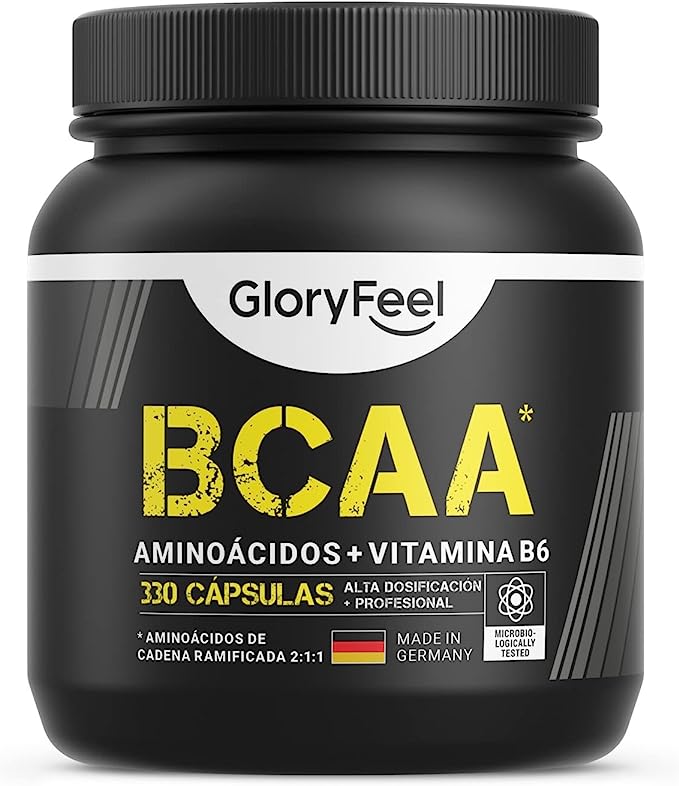 GloryFeel
BCAA*
AMINOÁCIDOS + VITAMINA B6
330 CÁPSULAS
ALTA DOSIFICACIÓN
+ PROFESIONAL
* AMINOÁCIDOS DE
CADENA RAMIFICADA 2:1:1
MADE IN
GERMANY
MICROBIO-
LOGICALLY
TESTED